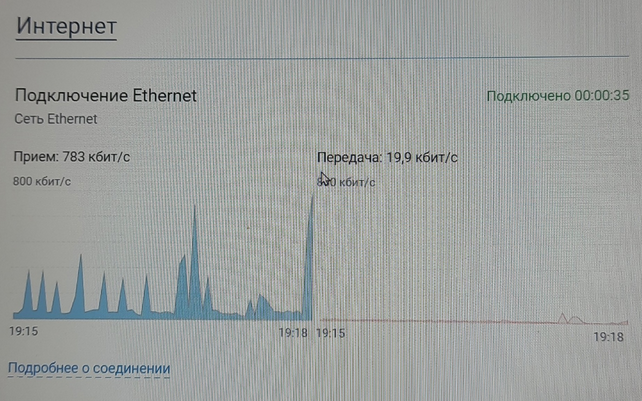 Интернет
Подключение Ethernet
Подключено 00:00:35
Сеть Ethernet
Прием: 783 кбит/с
Передача: 19,9 кбит/с
800 кбит/с
800 кбит/с
19:15
19:18
19:15
19:18
Подробнее о соединении